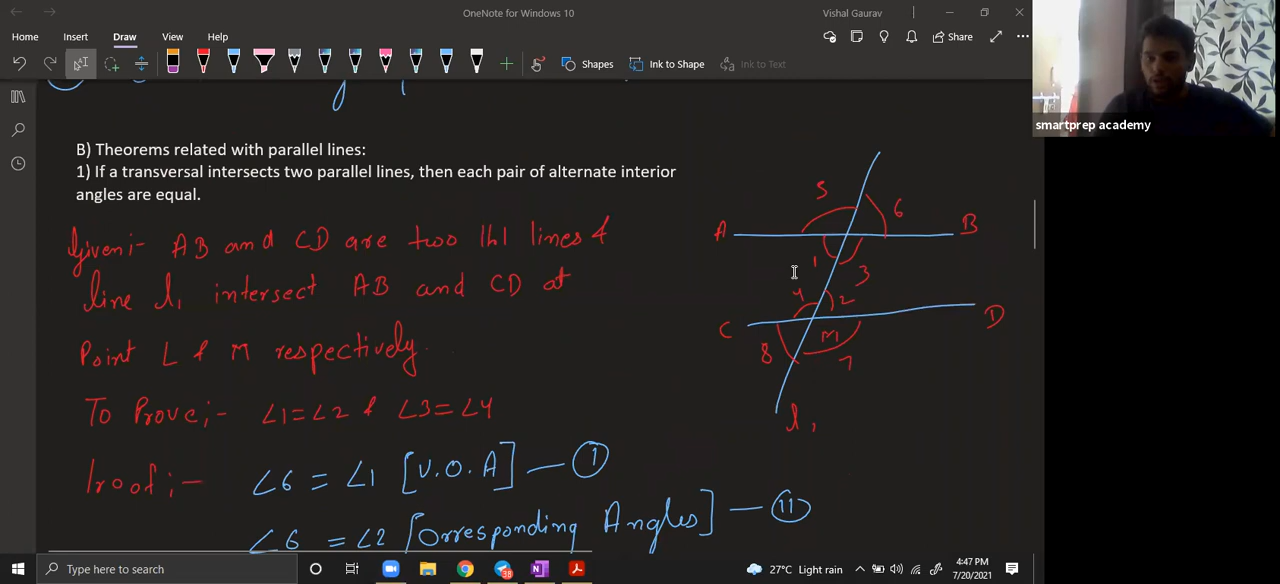 OneNote for Windows 10
Vishal Gaurav
Home Insert Draw View Help
Share
Shapes
Ink to Shape
Ink to Text
smartprep academy
B) Theorems related with parallel lines:
1) If a transversal intersects two parallel lines, then each pair of alternate interior
angles are equal.
Given:- AB and CD are two lhl lines &
line l1 intersect AB and CD at
Point L & M respectively.
To Prove:- ∠1=∠2 & ∠3=∠4
Proof:-
∠6 = ∠1 [V.O.A] — (1)
∠6 = ∠2 [Corresponding Angles] — (11)
5
6
A
B
1
3
4
2
C
D
M
8
7
l1
Type here to search
38
27°C Light rain
4:47 PM
7/20/2021